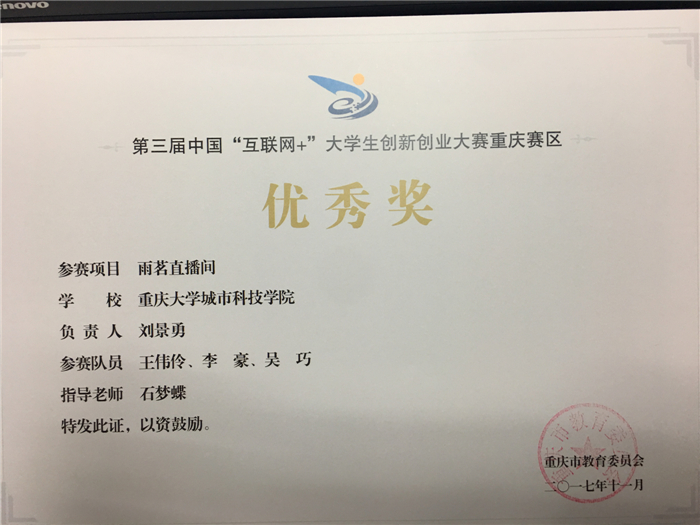 novo
第三届中国“互联网+”大学生创新创业大赛重庆赛区
优秀奖
参赛项目 雨茗直播间
学 校 重庆大学城市科技学院
负责人 刘景勇
参赛队员 王伟伶、李 豪、吴 巧
指导老师 石梦蝶
特发此证,以资鼓励。
重庆市教育委员会
二〇一七年十一月